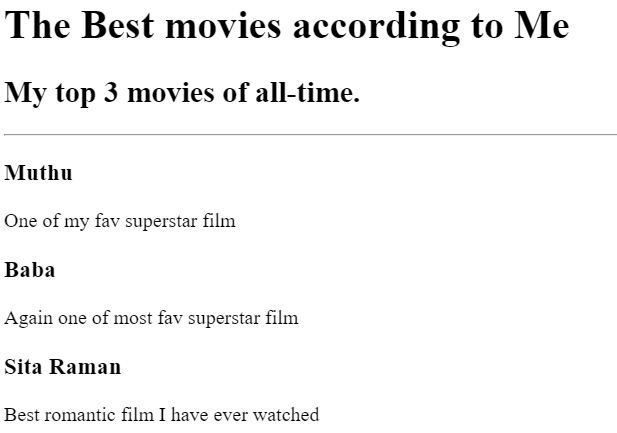 The Best movies according to Me
My top 3 movies of all-time.
Muthu
One of my fav superstar film
Baba
Again one of most fav superstar film
Sita Raman
Best romantic film I have ever watched